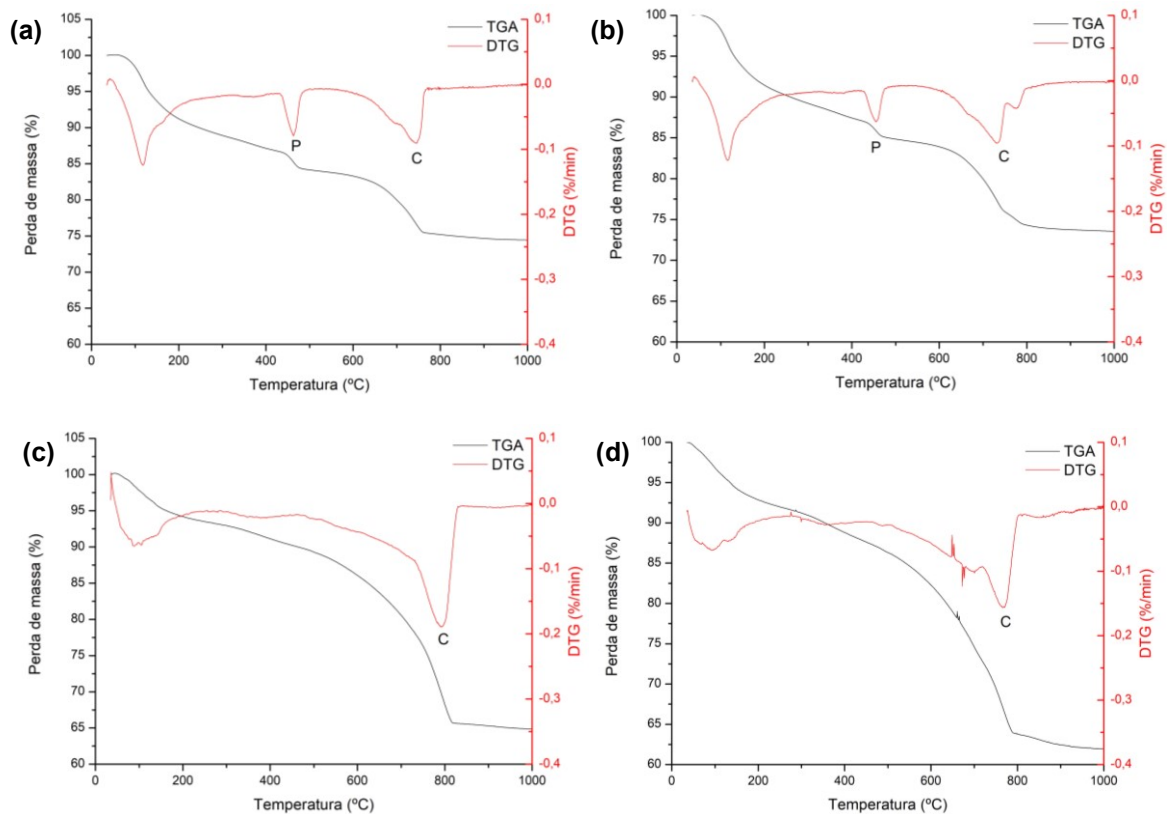 (a)
TGA
DTG
105
100
95
90
85
80
75
70
65
60
0,1
0,0
-0,1
-0,2
-0,3
-0,4
0
200
400
600
800
1000
Perda de massa (%)
DTG (%/min)
Temperatura (ºC)
P
C
(b)
TGA
DTG
100
95
90
85
80
75
70
65
60
0,1
0,0
-0,1
-0,2
-0,3
-0,4
0
200
400
600
800
1000
Perda de massa (%)
DTG (%/min)
Temperatura (ºC)
P
C
(c)
TGA
DTG
105
100
95
90
85
80
75
70
65
60
0,1
0,0
-0,1
-0,2
-0,3
-0,4
0
200
400
600
800
1000
Perda de massa (%)
DTG (%/min)
Temperatura (ºC)
C
(d)
TGA
DTG
100
95
90
85
80
75
70
65
60
0,1
0,0
-0,1
-0,2
-0,3
-0,4
0
200
400
600
800
1000
Perda de massa (%)
DTG (%/min)
Temperatura (ºC)
C